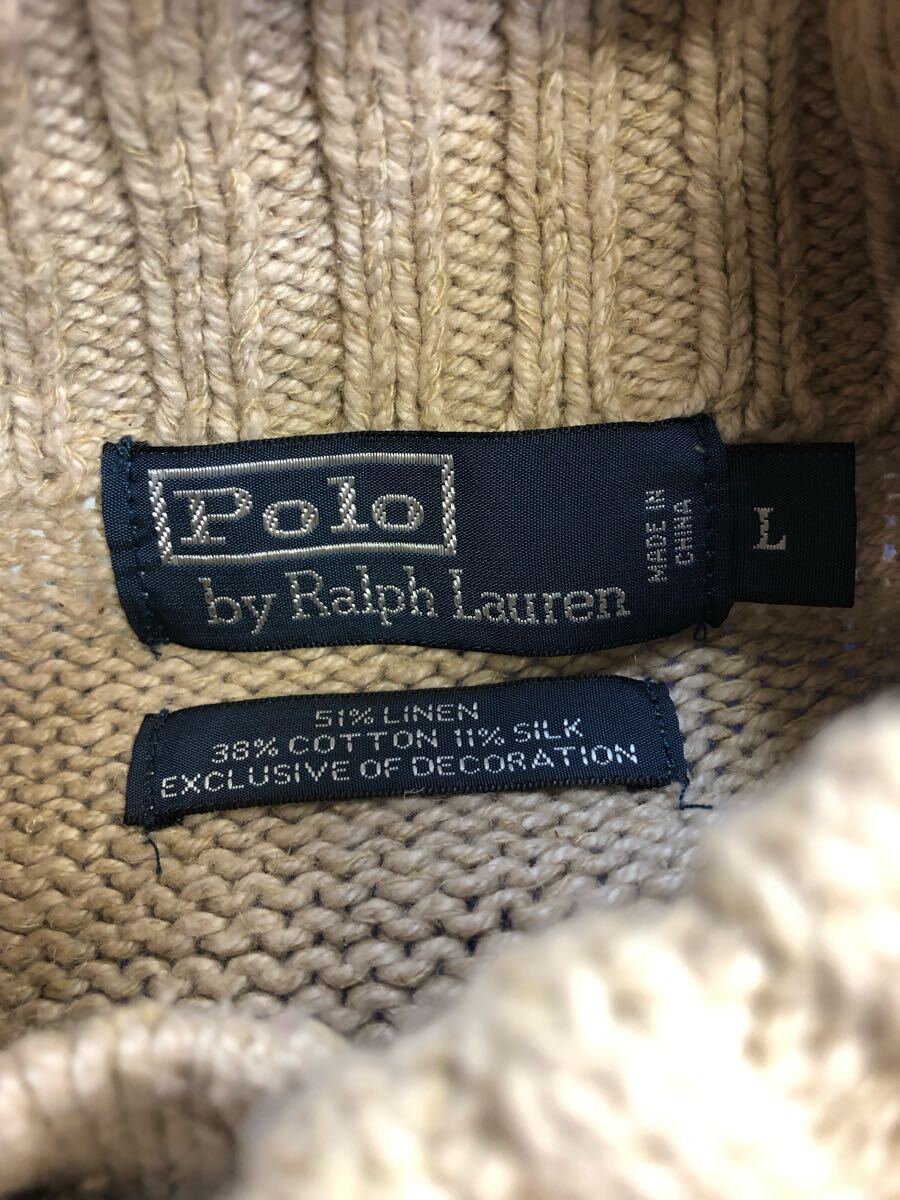 Polo
by Ralph Lauren
MADE IN
CHINA
L
51% LINEN
38% COTTON 11% SILK
EXCLUSIVE OF DECORATION